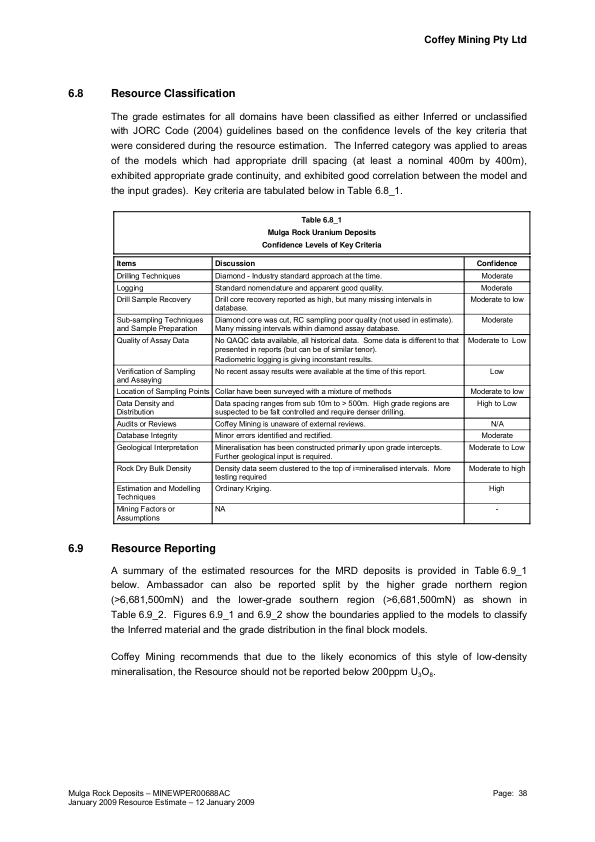 Coffey Mining Pty Ltd
6.8 Resource Classification
The grade estimates for all domains have been classified as either Inferred or unclassified
with JORC Code (2004) guidelines based on the confidence levels of the key criteria that
were considered during the resource estimation. The Inferred category was applied to areas
of the models which had appropriate drill spacing (at least a nominal 400m by 400m),
exhibited appropriate grade continuity, and exhibited good correlation between the model and
the input grades). Key criteria are tabulated below in Table 6.8_1.
Table 6.8_1
Mulga Rock Uranium Deposits
Confidence Levels of Key Criteria
Items Discussion Confidence
Drilling Techniques Diamond - Industry standard approach at the time. Moderate
Logging Standard nomenclature and apparent good quality. Moderate
Drill Sample Recovery Drill core recovery reported as high, but many missing intervals in Moderate to low
database.
Sub-sampling Techniques Diamond core was cut, RC sampling poor quality (not used in estimate). Moderate
and Sample Preparation Many missing intervals within diamond assay database.
Quality of Assay Data No QAQC data available, all historical data. Some data is different to that Moderate to Low
presented in reports (but can be of similar tenor).
Radiometric logging is giving inconstant results.
Verification of Sampling No recent assay results were available at the time of this report. Low
and Assaying
Location of Sampling Points Collar have been surveyed with a mixture of methods Moderate to low
Data Density and Data spacing ranges from sub 10m to > 500m. High grade regions are High to Low
Distribution suspected to be falt controlled and require denser drilling.
Audits or Reviews Coffey Mining is unaware of external reviews. N/A
Database Integrity Minor errors identified and rectified. Moderate
Geological Interpretation Mineralisation has been constructed primarily upon grade intercepts. Moderate to Low
Further geological input is required.
Rock Dry Bulk Density Density data seem clustered to the top of i=mineralised intervals. More Moderate to high
testing required
Estimation and Modelling Ordinary Kriging. High
Techniques
Mining Factors or NA -
Assumptions
6.9 Resource Reporting
A summary of the estimated resources for the MRD deposits is provided in Table 6.9_1
below. Ambassador can also be reported split by the higher grade northern region
(>6,681,500mN) and the lower-grade southern region (>6,681,500mN) as shown in
Table 6.9_2. Figures 6.9_1 and 6.9_2 show the boundaries applied to the models to classify
the Inferred material and the grade distribution in the final block models.
Coffey Mining recommends that due to the likely economics of this style of low-density
mineralisation, the Resource should not be reported below 200ppm U₃O₈.
Mulga Rock Deposits – MINEWPER00688AC Page: 38
January 2009 Resource Estimate – 12 January 2009